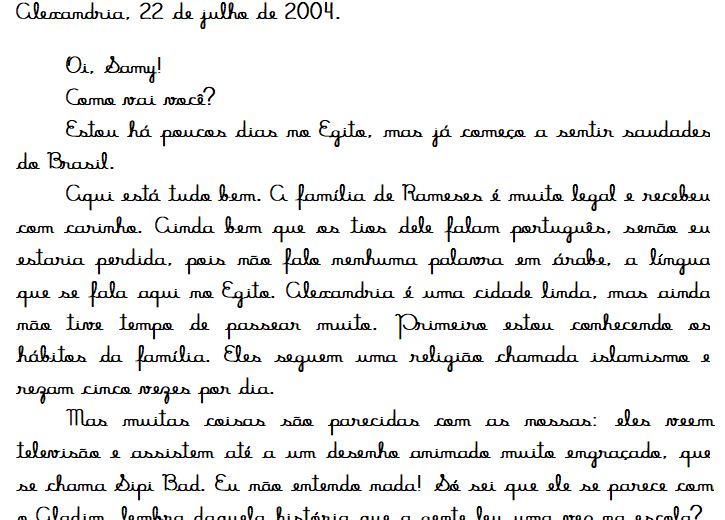 Alexandria, 22 de julho de 2004.
Oi, Samy!
Como vai você?
Estou há poucos dias no Egito, mas já começo a sentir saudades
do Brasil.
Aqui está tudo bem. A família de Rameses é muito legal e recebeu
com carinho. Ainda bem que os tios dele falam português, senão eu
estaria perdida, pois não falo nenhuma palavra em árabe, a língua
que se fala aqui no Egito. Alexandria é uma cidade linda, mas ainda
não tive tempo de passear muito. Primeiro estou conhecendo os
hábitos da família. Eles seguem uma religião chamada islamismo e
rezam cinco vezes por dia.
Mas muitas coisas são parecidas com as nossas: eles veem
televisão e assistem até a um desenho animado muito engraçado, que
se chama Sipi Bad. Eu não entendo nada! Só sei que ele se parece com
o Aladim, lembra daquela história que a gente leu uma vez na escola?